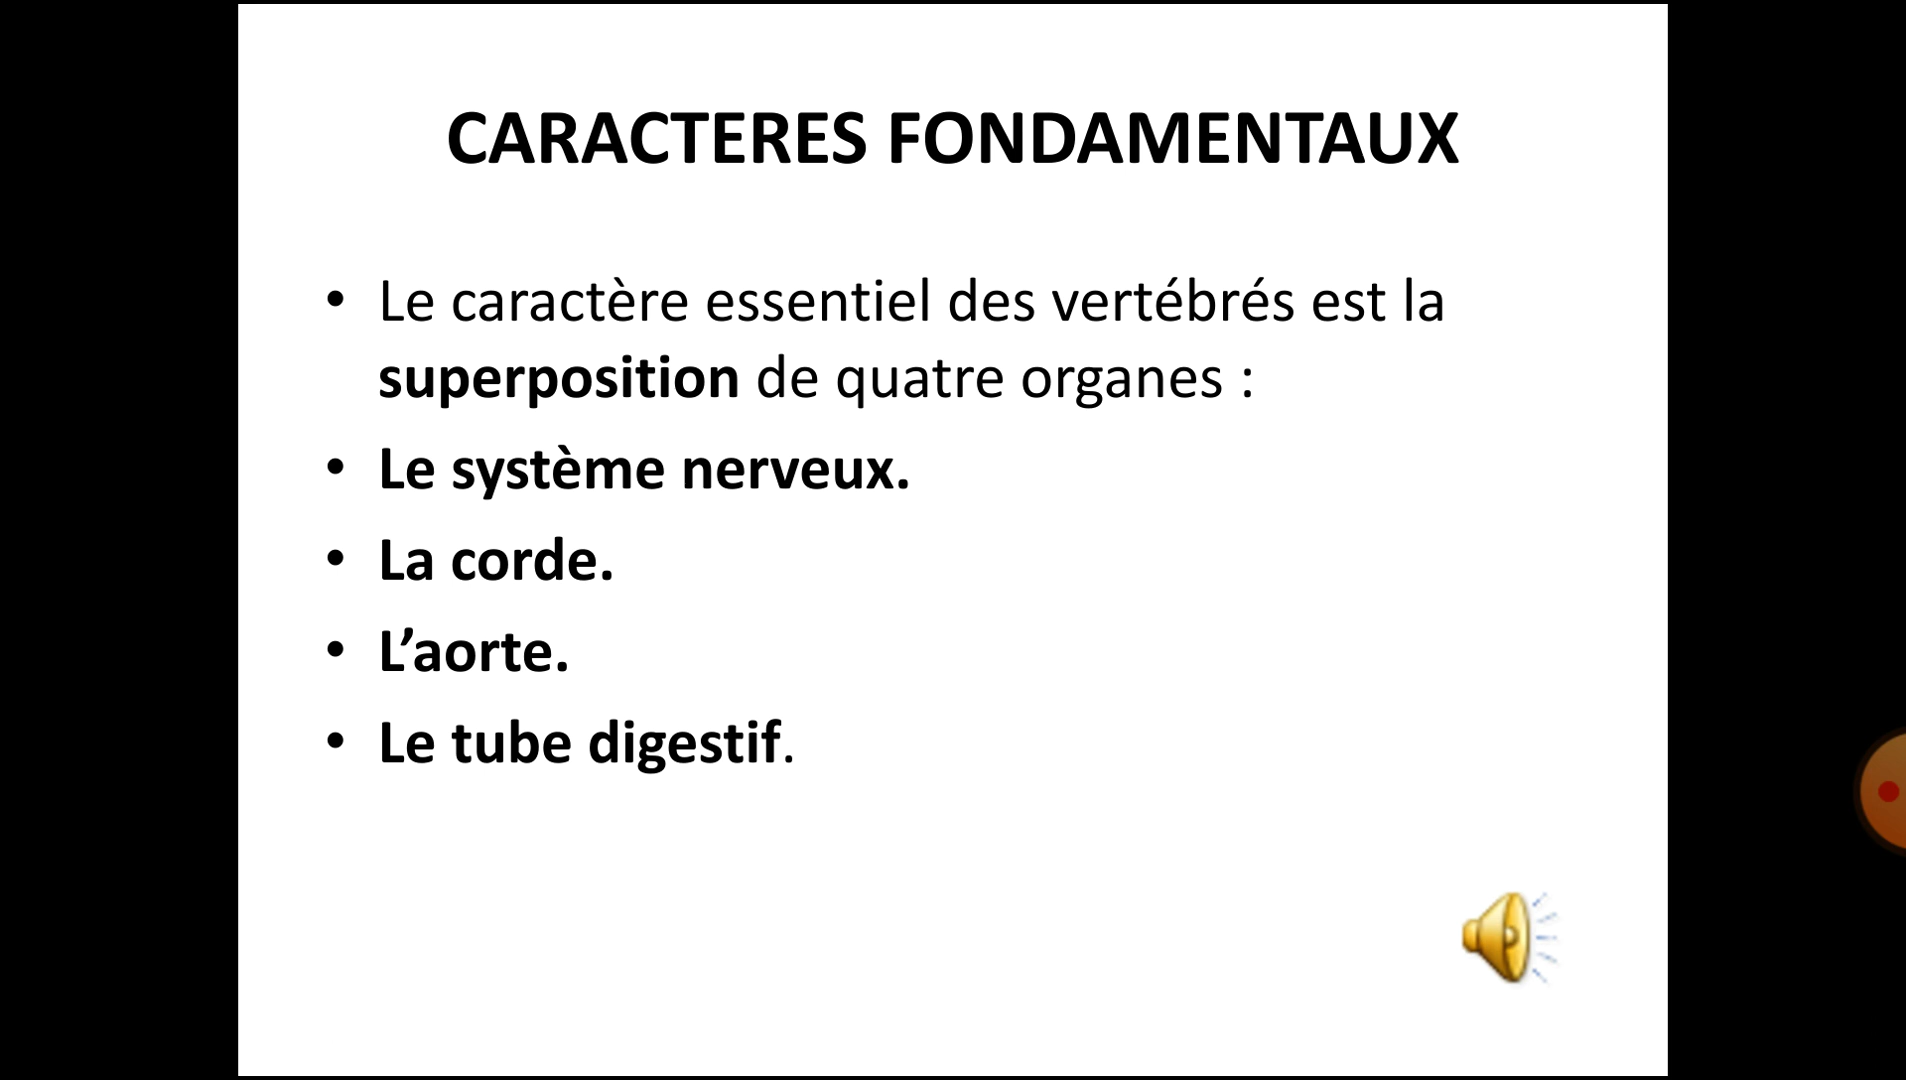 CARACTERES FONDAMENTAUX
• Le caractère essentiel des vertébrés est la
superposition de quatre organes :
• Le système nerveux.
• La corde.
• L’aorte.
• Le tube digestif.